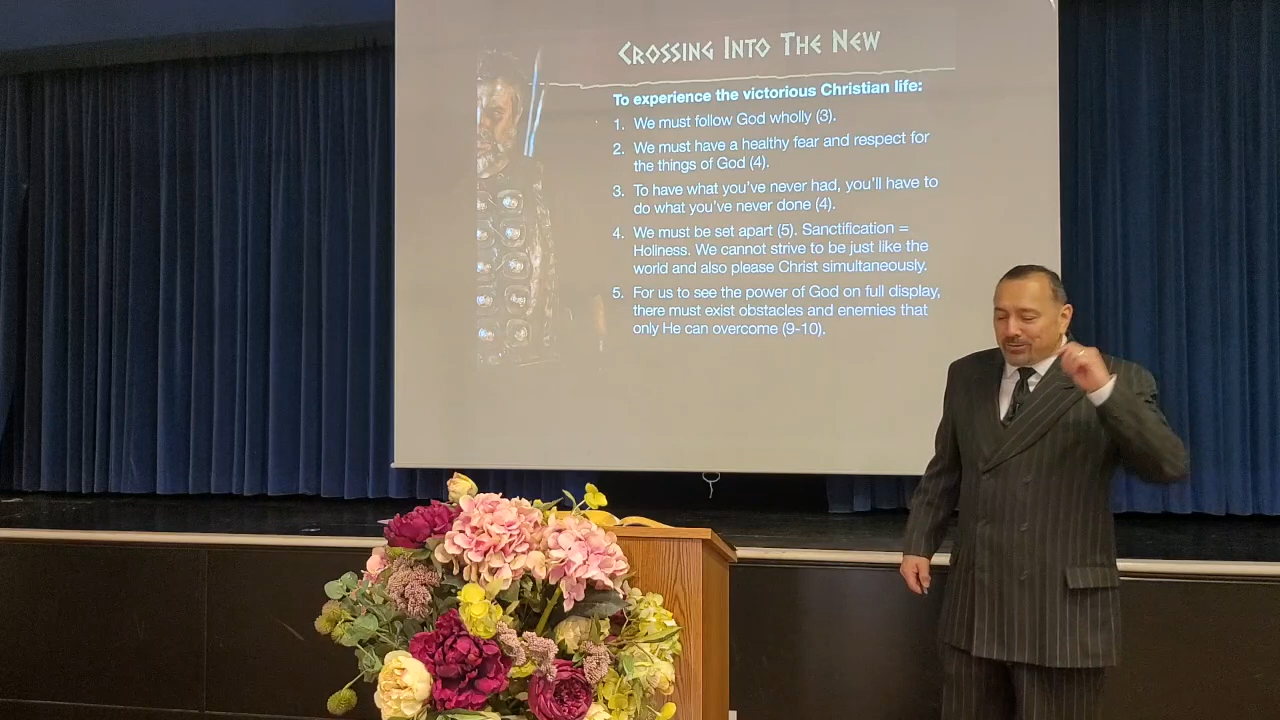 Crossing Into The New
To experience the victorious Christian life:
1. We must follow God wholly (3).
2. We must have a healthy fear and respect for
the things of God (4).
3. To have what you've never had, you'll have to
do what you've never done (4).
4. We must be set apart (5). Sanctification =
Holiness. We cannot strive to be just like the
world and also please Christ simultaneously.
5. For us to see the power of God on full display,
there must exist obstacles and enemies that
only He can overcome (9-10).